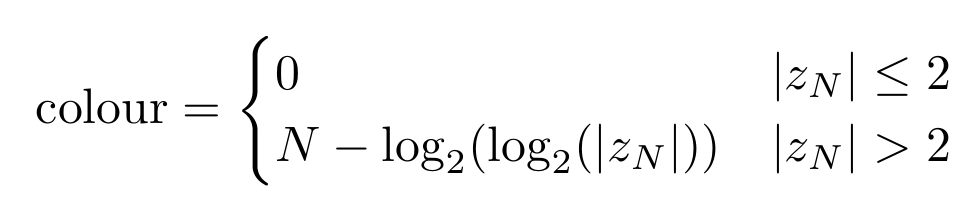 colour = { 0 |z_N| ≤ 2
N − log₂(log₂(|z_N|)) |z_N| > 2